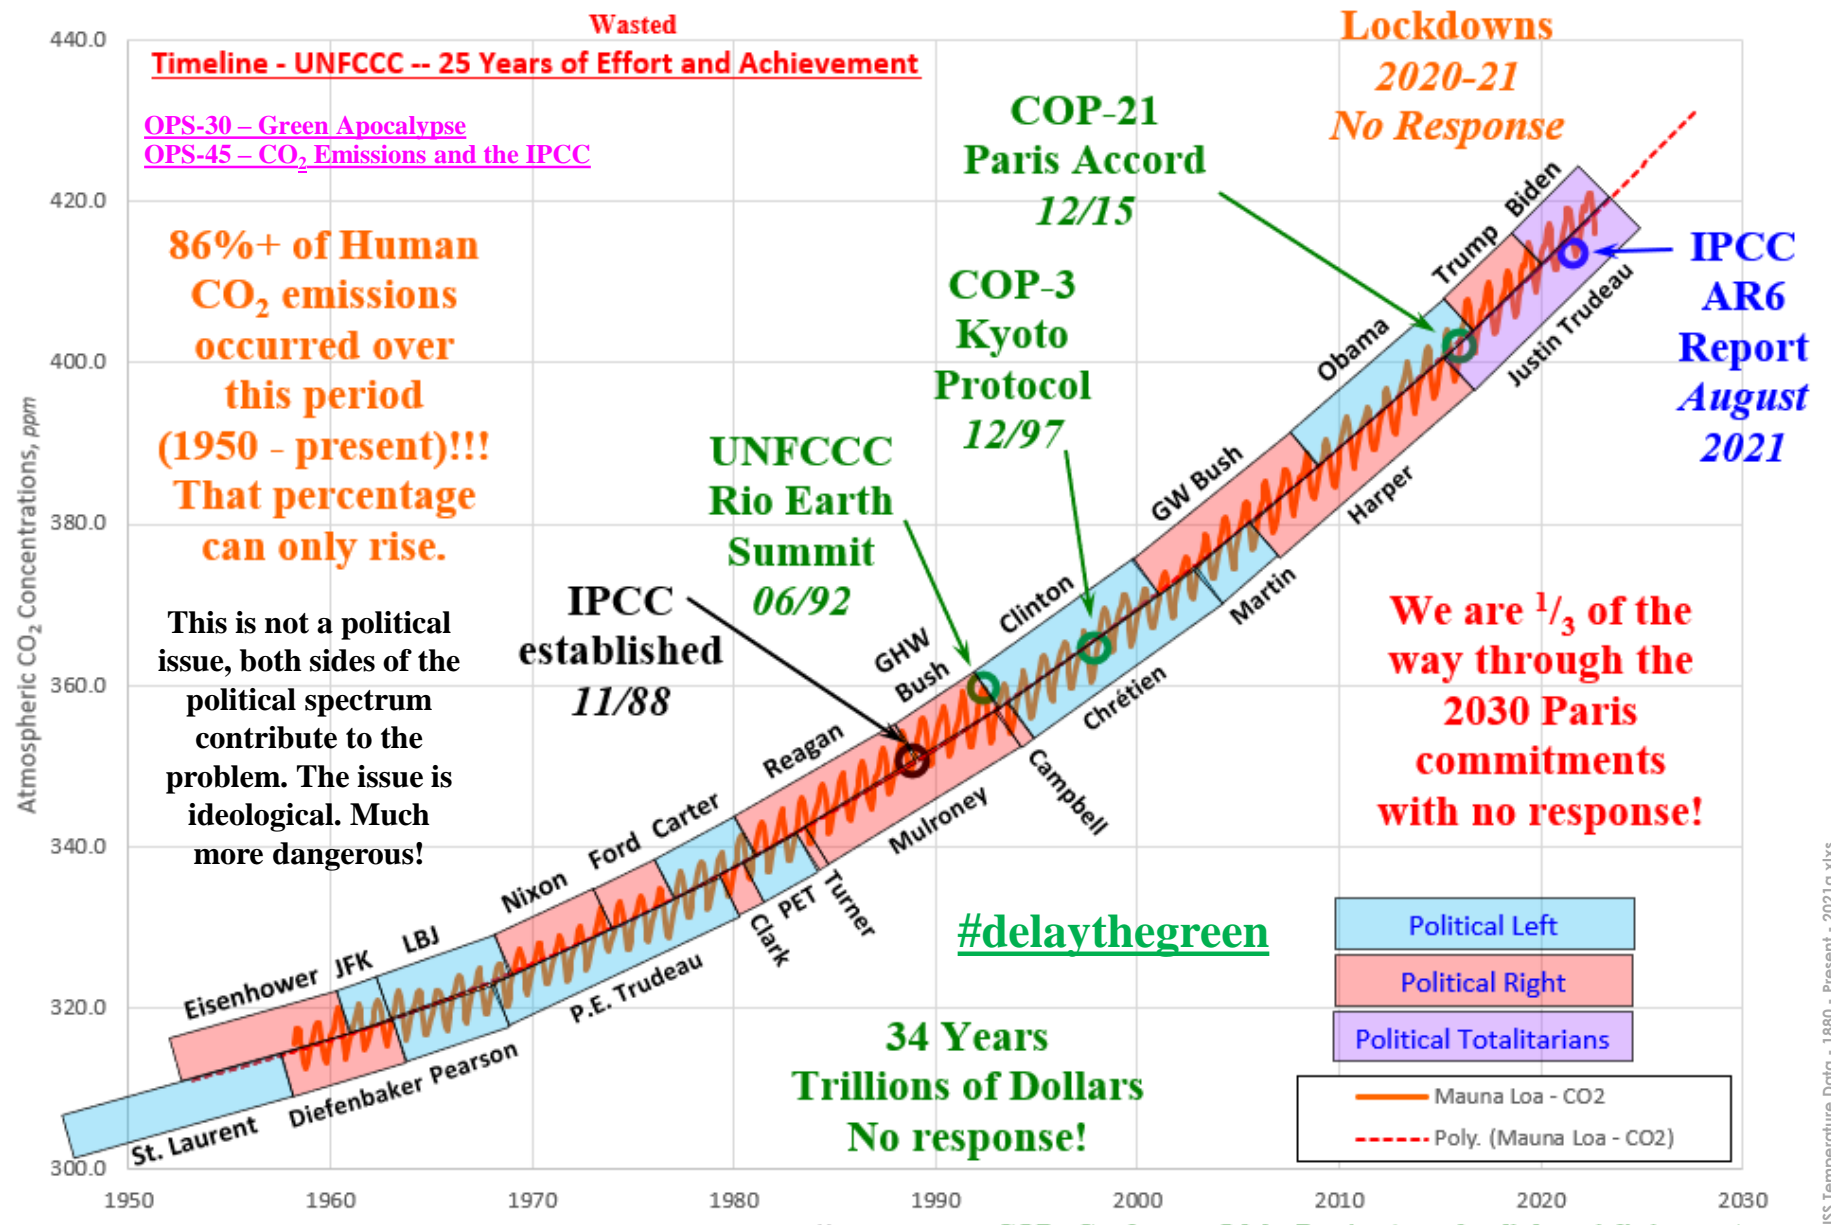 Wasted
Timeline - UNFCCC -- 25 Years of Effort and Achievement
OPS-30 – Green Apocalypse
OPS-45 – CO₂ Emissions and the IPCC
Lockdowns
2020-21
No Response
COP-21
Paris Accord
12/15
COP-3
Kyoto
Protocol
12/97
UNFCCC
Rio Earth
Summit
06/92
IPCC
established
11/88
IPCC
AR6
Report
August
2021
86%+ of Human
CO₂ emissions
occurred over
this period
(1950 - present)!!!
That percentage
can only rise.
This is not a political
issue, both sides of the
political spectrum
contribute to the
problem. The issue is
ideological. Much
more dangerous!
We are 1/3 of the
way through the
2030 Paris
commitments
with no response!
#delaythegreen
34 Years
Trillions of Dollars
No response!
Eisenhower
JFK
LBJ
Nixon
Ford
Carter
Reagan
GHW
Bush
Clinton
GW Bush
Obama
Trump
Biden
St. Laurent
Diefenbaker
Pearson
P.E. Trudeau
Clark
PET
Turner
Mulroney
Campbell
Chrétien
Martin
Harper
Justin Trudeau
Political Left
Political Right
Political Totalitarians
Mauna Loa - CO2
Poly. (Mauna Loa - CO2)
Atmospheric CO₂ Concentrations, ppm
440.0
420.0
400.0
380.0
360.0
340.0
320.0
300.0
1950
1960
1970
1980
1990
2000
2010
2020
2030
Temperature Data - 1880 - Present - 2021a.xlxs